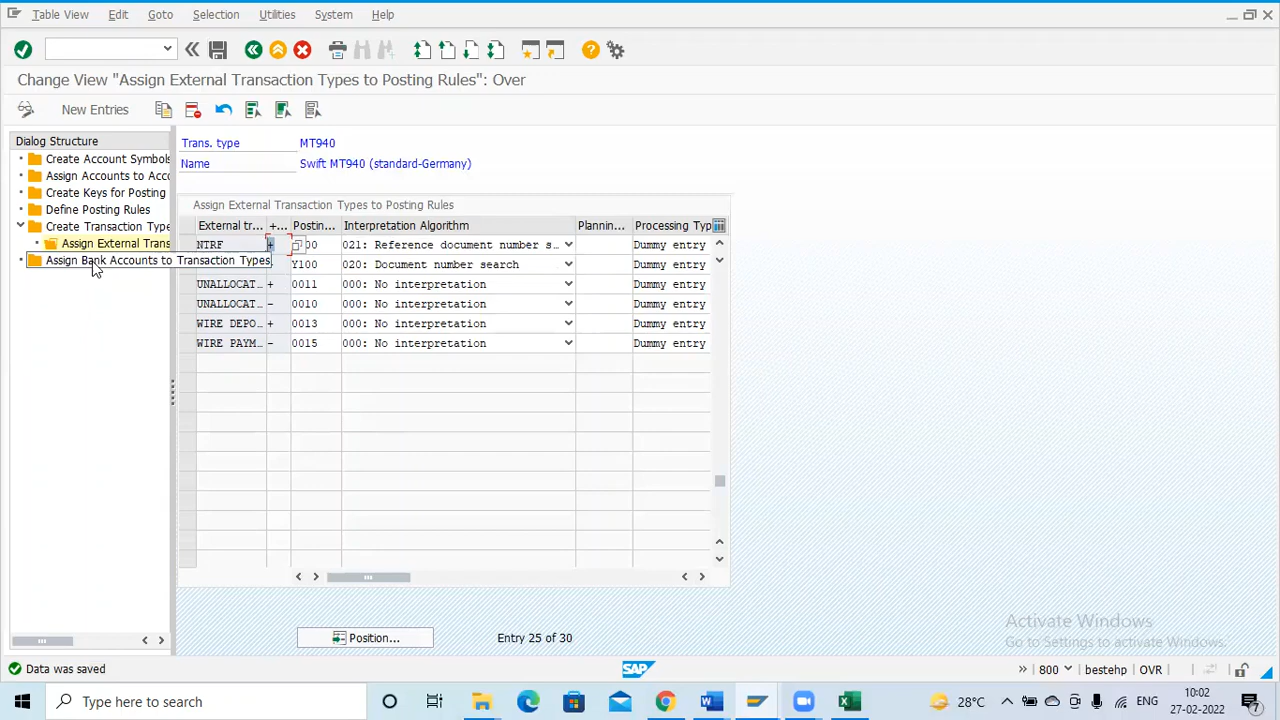 Table View Edit Goto Selection Utilities System Help
Change View "Assign External Transaction Types to Posting Rules": Over
New Entries
Dialog Structure
Create Account Symbols
Assign Accounts to Acco
Create Keys for Posting
Define Posting Rules
Create Transaction Type
Assign External Trans
Assign Bank Accounts to Transaction Types
Trans. type MT940
Name Swift MT940 (standard-Germany)
Assign External Transaction Types to Posting Rules
External tr... +... Postin... Interpretation Algorithm Plannin... Processing Typ
NTRF + 00 021: Reference document number s... Dummy entry
Y100 020: Document number search Dummy entry
UNALLOCAT... + 0011 000: No interpretation Dummy entry
UNALLOCAT... - 0010 000: No interpretation Dummy entry
WIRE DEPO... + 0013 000: No interpretation Dummy entry
WIRE PAYM... - 0015 000: No interpretation Dummy entry
Position... Entry 25 of 30
Activate Windows
Go to Settings to activate Windows.
Data was saved SAP 800 bestehp OVR
Type here to search 28°C ENG 10:02
27-02-2022 7